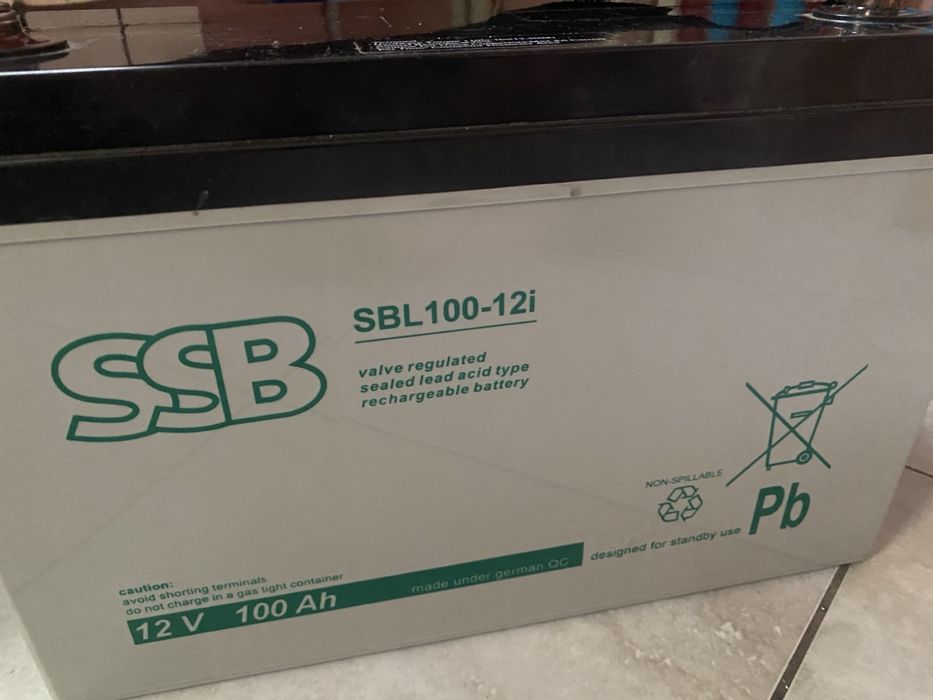 SSB
SBL100-12i
valve regulated
sealed lead acid type
rechargeable battery
NON-SPILLABLE
Pb
caution:
avoid shorting terminals
do not charge in a gas tight container
12 V 100 Ah
made under german QC
designed for standby use